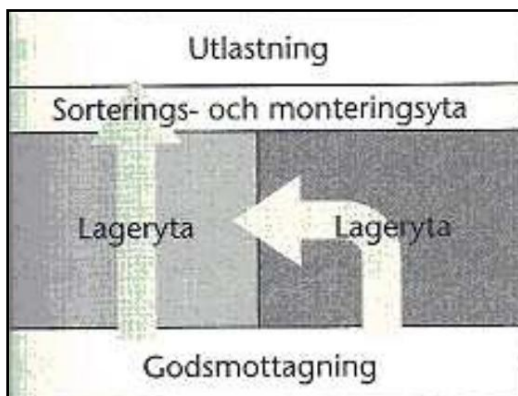 Utlastning
Sorterings- och monteringsyta
Lageryta
Lageryta
Godsmottagning